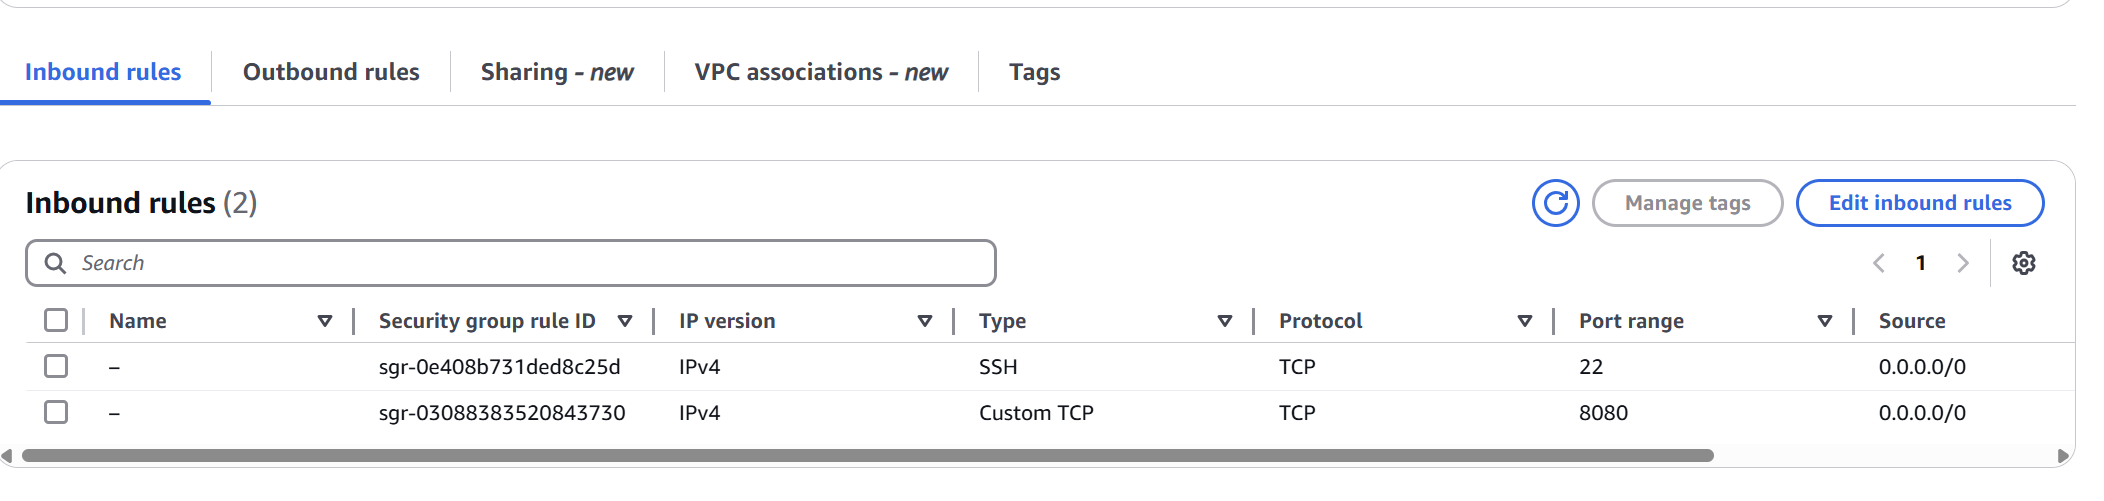 Inbound rules Outbound rules Sharing - new VPC associations - new Tags
Inbound rules (2) Manage tags Edit inbound rules
Search 1
Name Security group rule ID IP version Type Protocol Port range Source
– sgr-0e408b731ded8c25d IPv4 SSH TCP 22 0.0.0.0/0
– sgr-03088383520843730 IPv4 Custom TCP TCP 8080 0.0.0.0/0